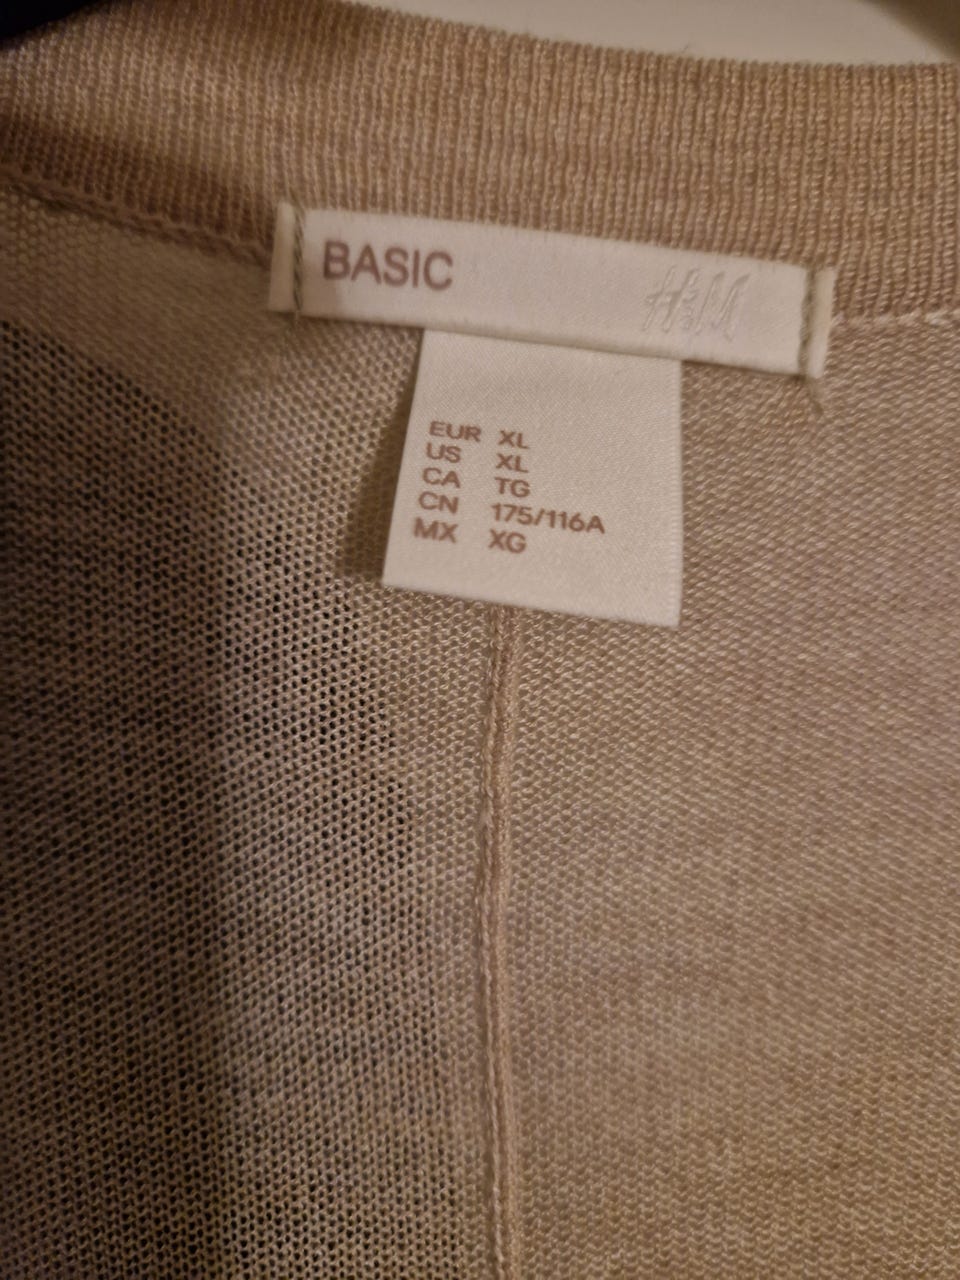 BASIC H&M
EUR XL
US XL
CA TG
CN 175/116A
MX XG